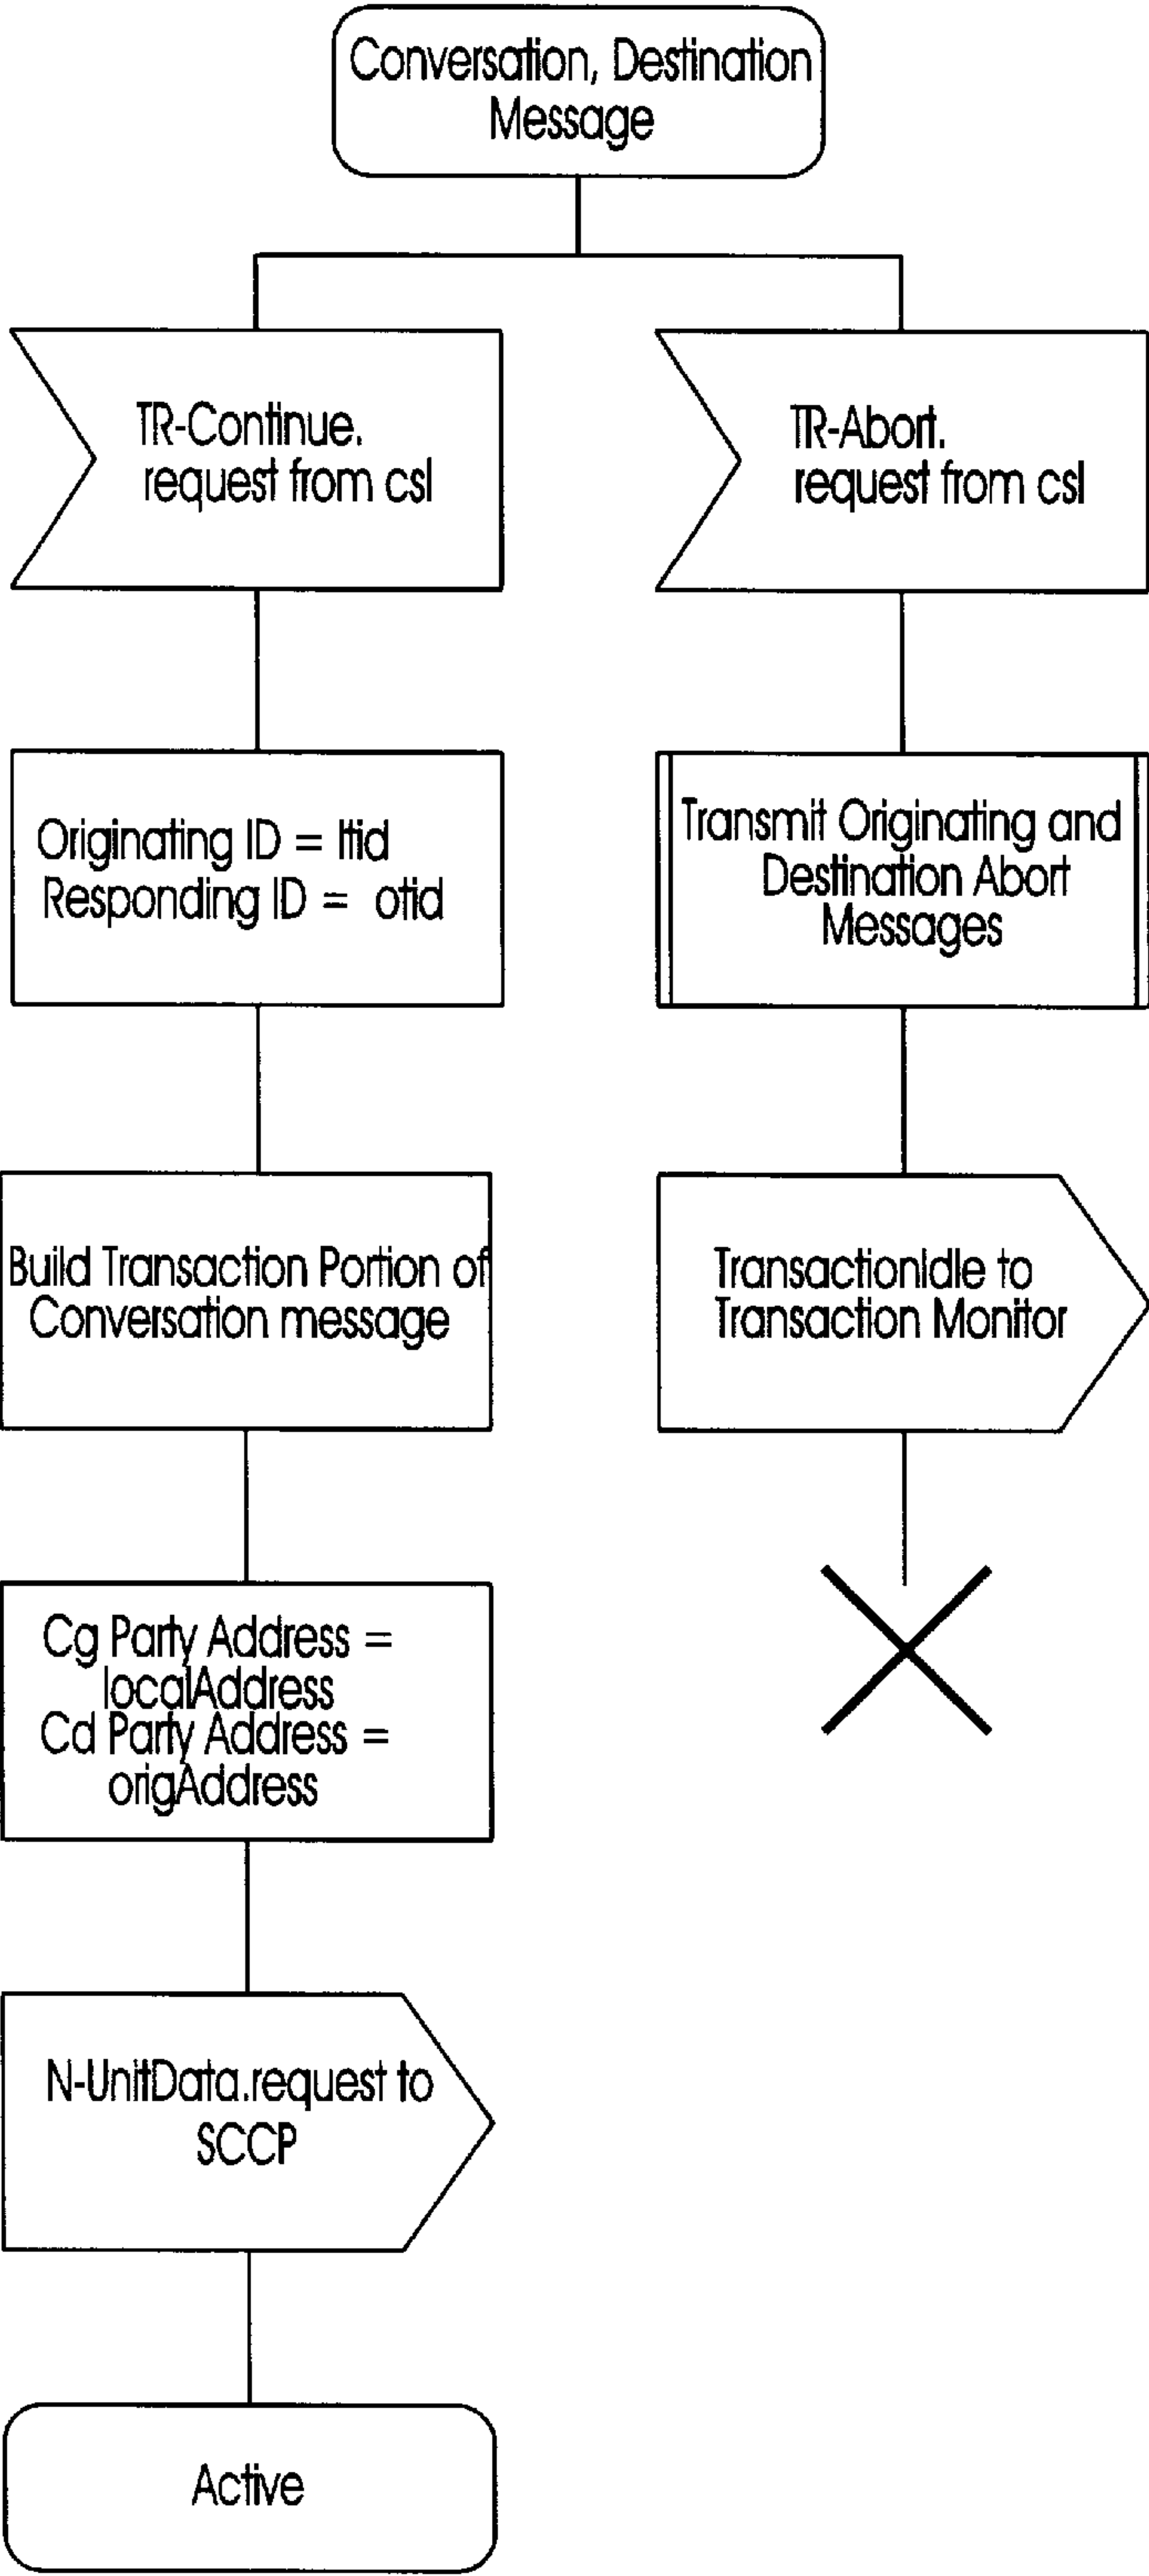 Conversation, Destination
Message
TR-Continue.
request from csl
TR-Abort.
request from csl
Originating ID = ltid
Responding ID = otid
Transmit Originating and
Destination Abort
Messages
Build Transaction Portion of
Conversation message
TransactionIdle to
Transaction Monitor
Cg Party Address =
localAddress
Cd Party Address =
origAddress
N-UnitData.request to
SCCP
Active